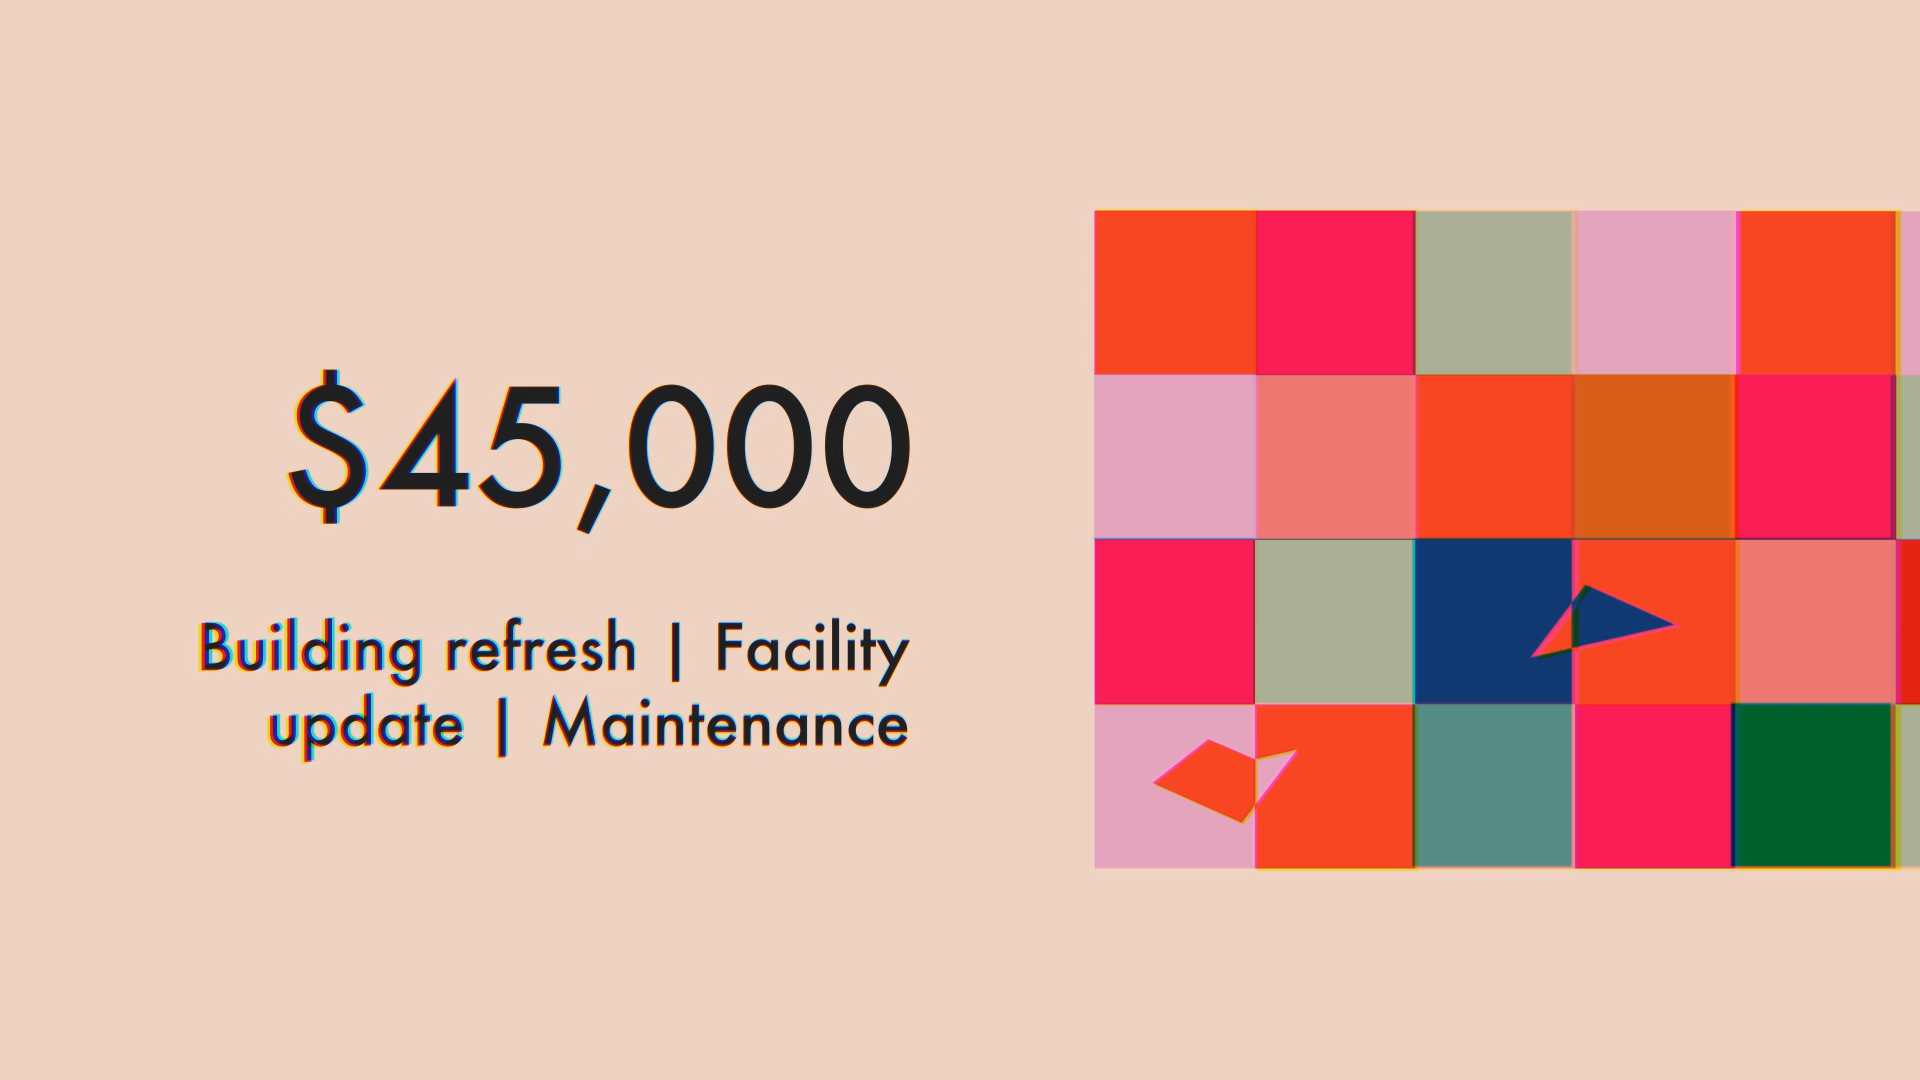 $45,000
Building refresh | Facility
update | Maintenance